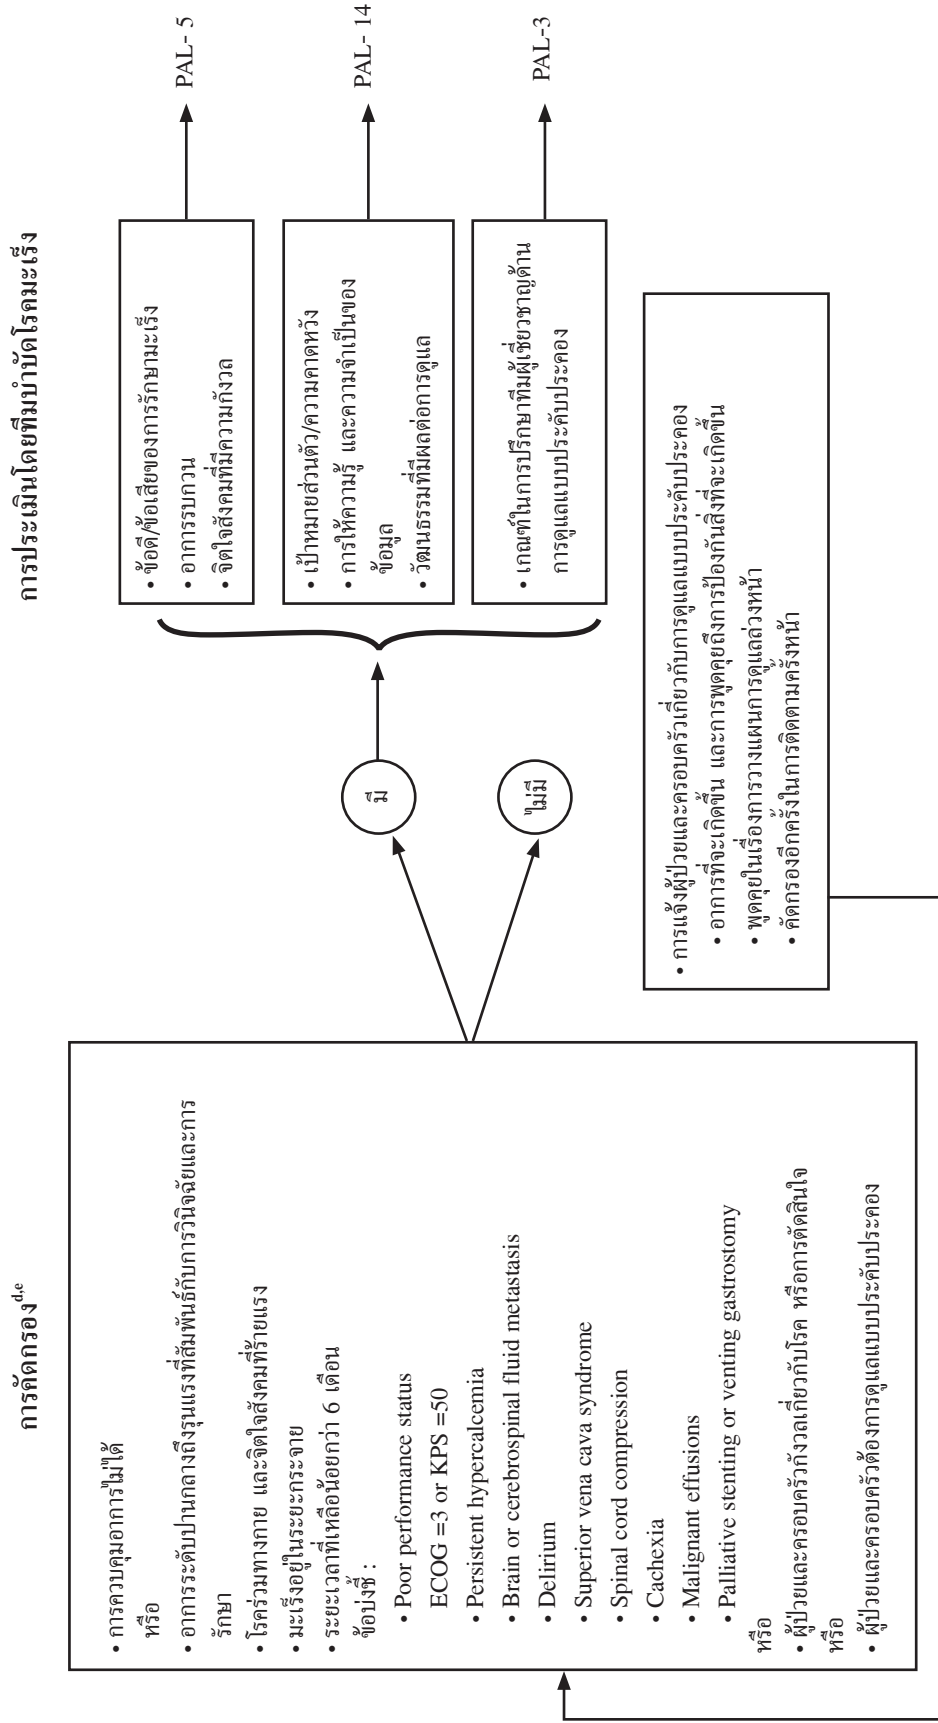 การคัดกรองd,e
• การควบคุมอาการไม่ได้
หรือ
• อาการระดับปานกลางถึงรุนแรงที่สัมพันธ์กับการวินิจฉัยและการ
รักษา
• โรคร่วมทางกาย และจิตใจสังคมที่ร้ายแรง
• มะเร็งอยู่ในระยะกระจาย
• ระยะเวลาที่เหลือน้อยกว่า 6 เดือน
ข้อบ่งชี้ :
• Poor performance status
ECOG =3 or KPS =50
• Persistent hypercalcemia
• Brain or cerebrospinal fluid metastasis
• Delirium
• Superior vena cava syndrome
• Spinal cord compression
• Cachexia
• Malignant effusions
• Palliative stenting or venting gastrostomy
หรือ
• ผู้ป่วยและครอบครัวกังวลเกี่ยวกับโรค หรือการตัดสินใจ
หรือ
• ผู้ป่วยและครอบครัวต้องการดูแลแบบประคับประคอง
มี
ไม่มี
การประเมินโดยทีมบำบัดโรคมะเร็ง
• ข้อดี/ข้อเสียของการรักษามะเร็ง
• อาการรบกวน
• จิตใจสังคมที่มีความกังวล
PAL- 5
• เป้าหมายส่วนตัว/ความคาดหวัง
• การให้ความรู้ และความจำเป็นของ
ข้อมูล
• วัฒนธรรมที่มีผลต่อการดูแล
PAL- 14
• เกณฑ์ในการปรึกษาทีมผู้เชี่ยวชาญด้าน
การดูแลแบบประคับประคอง
PAL-3
• การแจ้งผู้ป่วยและครอบครัวเกี่ยวกับการดูแลแบบประคับประคอง
• อาการที่จะเกิดขึ้น และการพูดคุยถึงการป้องกันสิ่งที่จะเกิดขึ้น
• พูดคุยในเรื่องการวางแผนการดูแลล่วงหน้า
• คัดกรองอีกครั้งในการติดตามครั้งหน้า